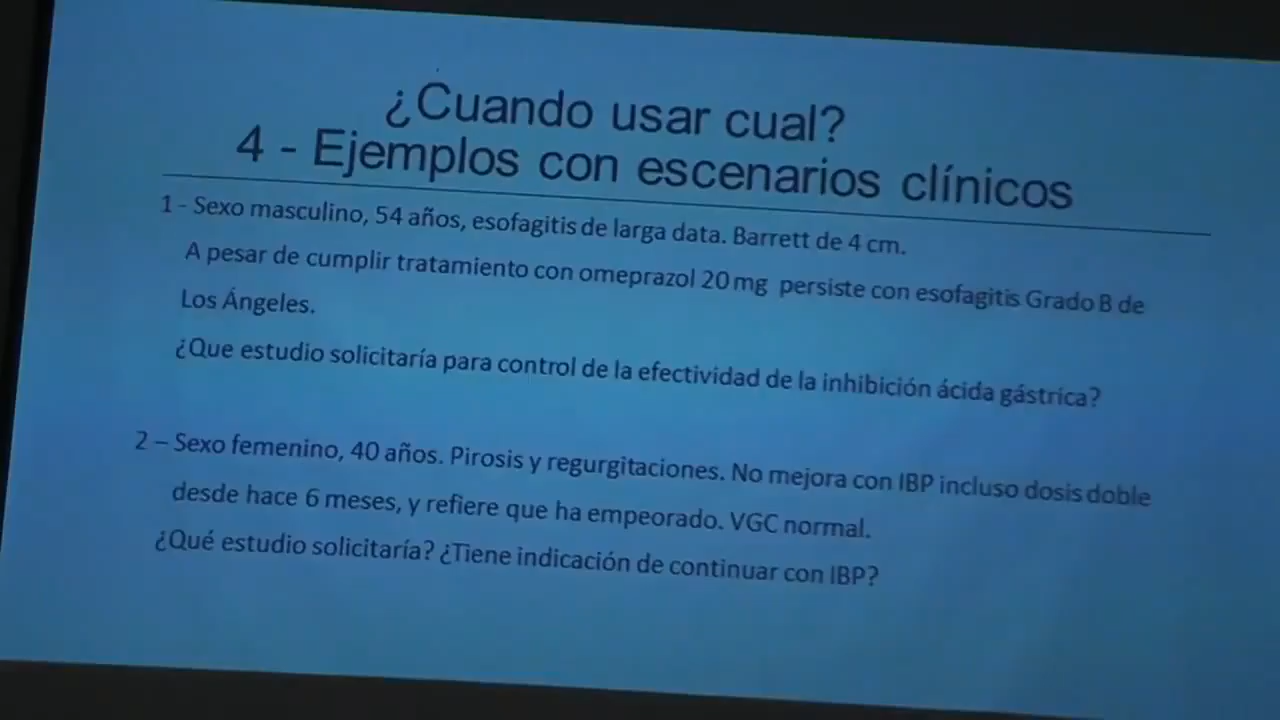 ¿Cuando usar cual?
4 - Ejemplos con escenarios clínicos
1 - Sexo masculino, 54 años, esofagitis de larga data. Barrett de 4 cm.
A pesar de cumplir tratamiento con omeprazol 20 mg persiste con esofagitis Grado B de
Los Ángeles.
¿Que estudio solicitaría para control de la efectividad de la inhibición ácida gástrica?
2 – Sexo femenino, 40 años. Pirosis y regurgitaciones. No mejora con IBP incluso dosis doble
desde hace 6 meses, y refiere que ha empeorado. VGC normal.
¿Qué estudio solicitaría? ¿Tiene indicación de continuar con IBP?